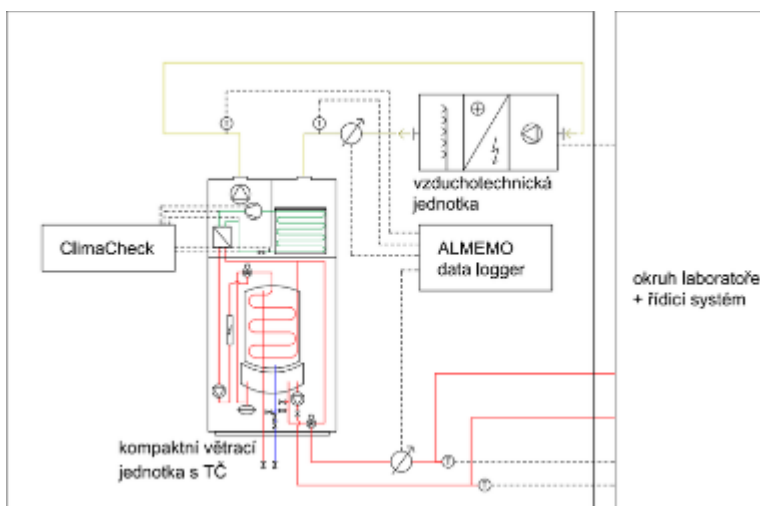 vzduchotechnická
jednotka
ClimaCheck
ALMEMO
data logger
okruh laboratoře
+ řídicí systém
kompaktní větrací
jednotka s TČ